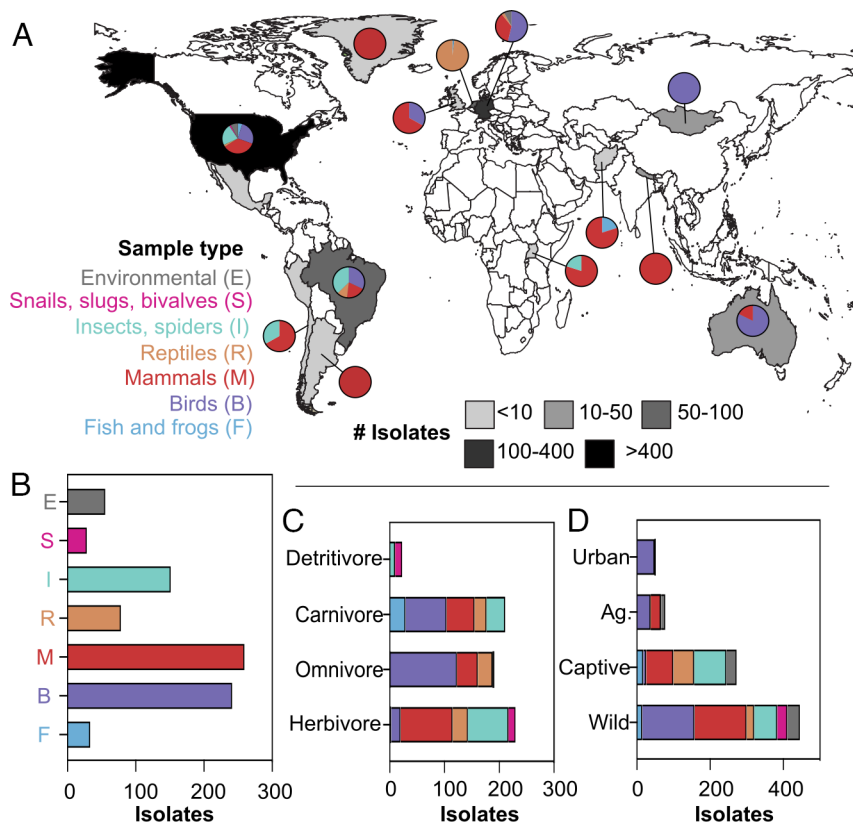 A
Sample type
Environmental (E)
Snails, slugs, bivalves (S)
Insects, spiders (I)
Reptiles (R)
Mammals (M)
Birds (B)
Fish and frogs (F)
# Isolates
<10
10-50
50-100
100-400
>400
B
E
S
I
R
M
B
F
0
100
200
300
Isolates
C
Detritivore
Carnivore
Omnivore
Herbivore
0
100
200
300
Isolates
D
Urban
Ag.
Captive
Wild
0
200
400
Isolates